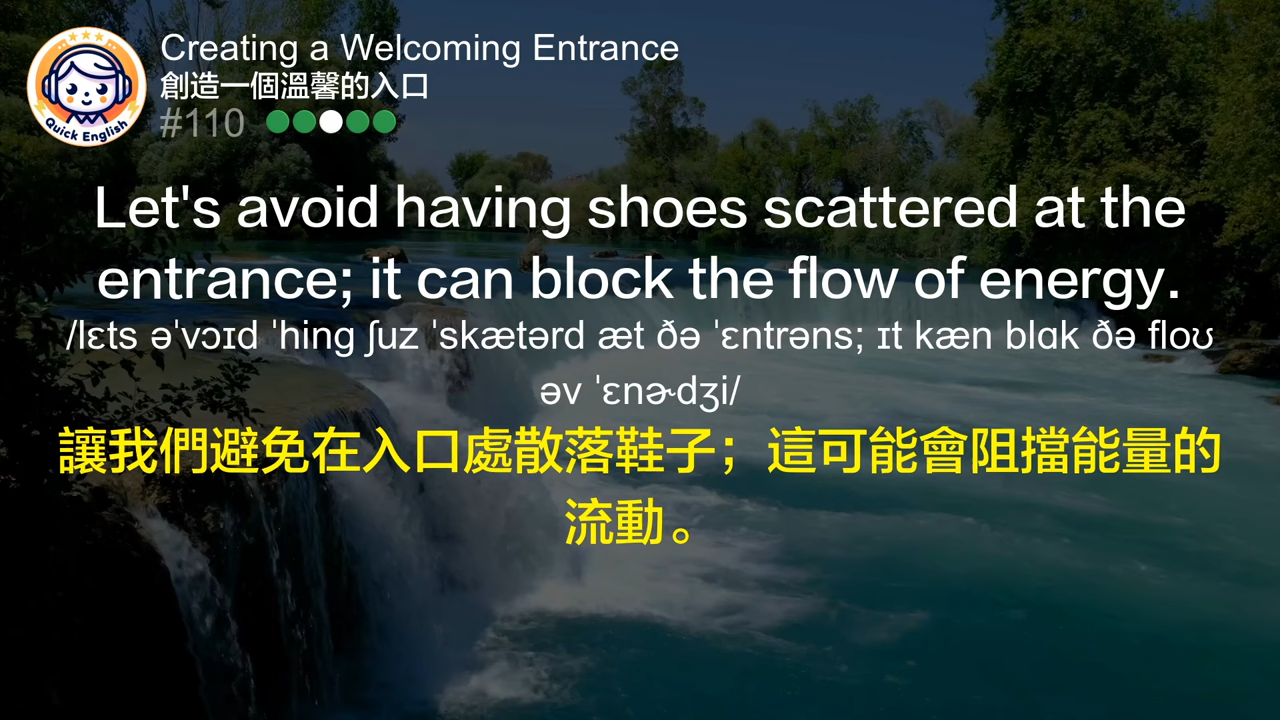 Quick English
Creating a Welcoming Entrance
創造一個溫馨的入口
#110
Let's avoid having shoes scattered at the
entrance; it can block the flow of energy.
/lɛts əˈvɔɪd ˈhing ʃuz ˈskætərd æt ðə ˈɛntrəns; ɪt kæn blɑk ðə floʊ
əv ˈɛnɚdʒi/
讓我們避免在入口處散落鞋子；這可能會阻擋能量的
流動。